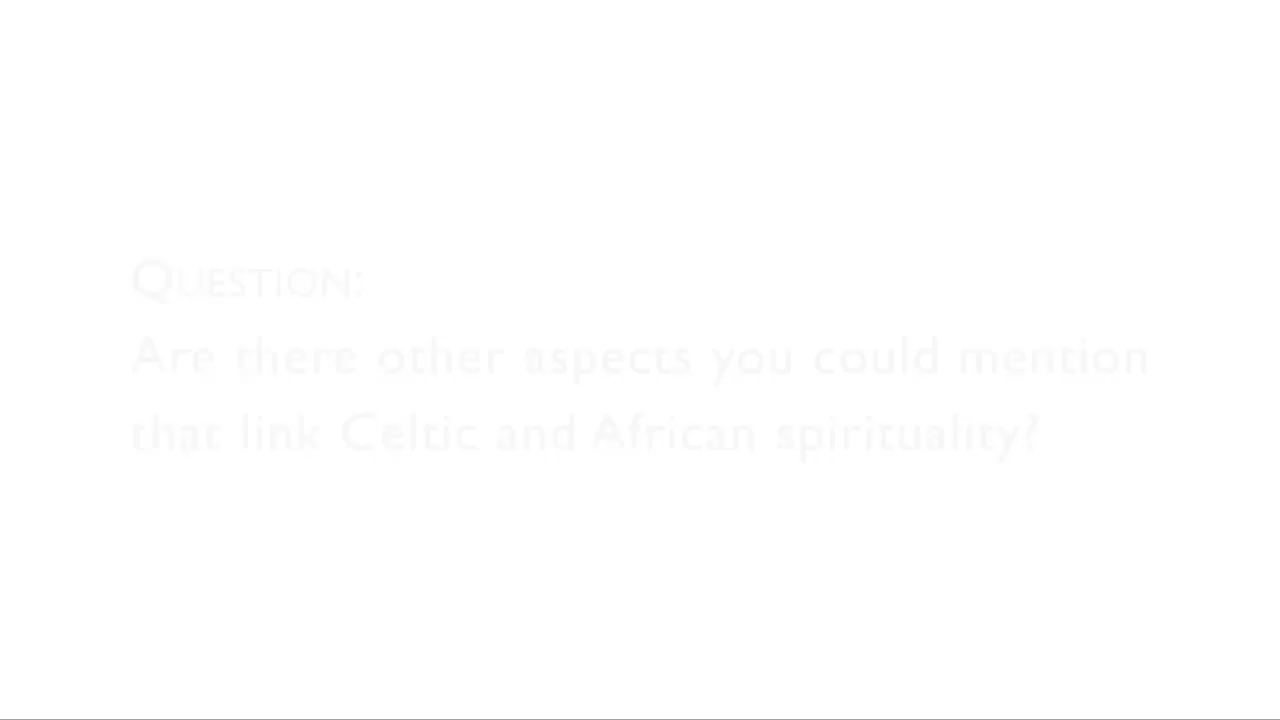 QUESTION:
Are there other aspects you could mention
that link Celtic and African spirituality?